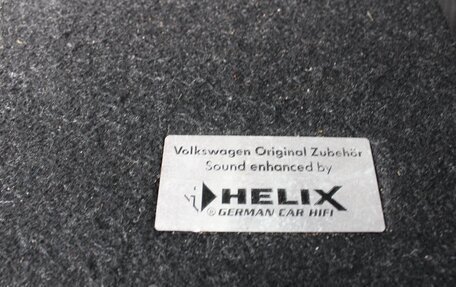 Volkswagen Original Zubehör
Sound enhanced by
HELIX
© GERMAN CAR HIFI